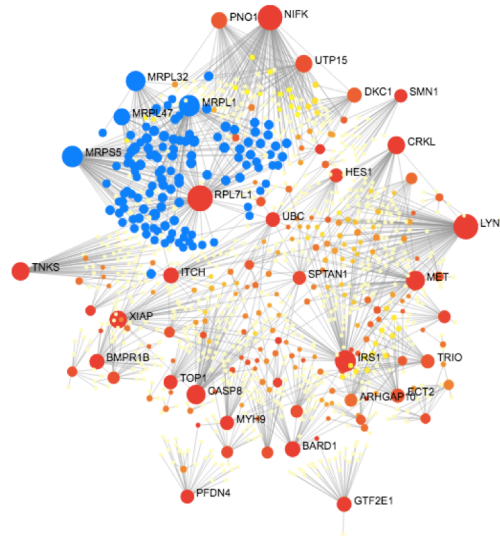 NIFK
PNO1
UTP15
MRPL32
DKC1
SMN1
MRPL1
MRPL47
CRKL
MRPS5
HES1
RPL7L1
UBC
LYN
TNKS
ITCH
SPTAN1
MET
XIAP
IRS1
BMPR1B
TRIO
TOP1
CASP8
ECT2
ARHGAP10
MYH9
BARD1
PFDN4
GTF2E1